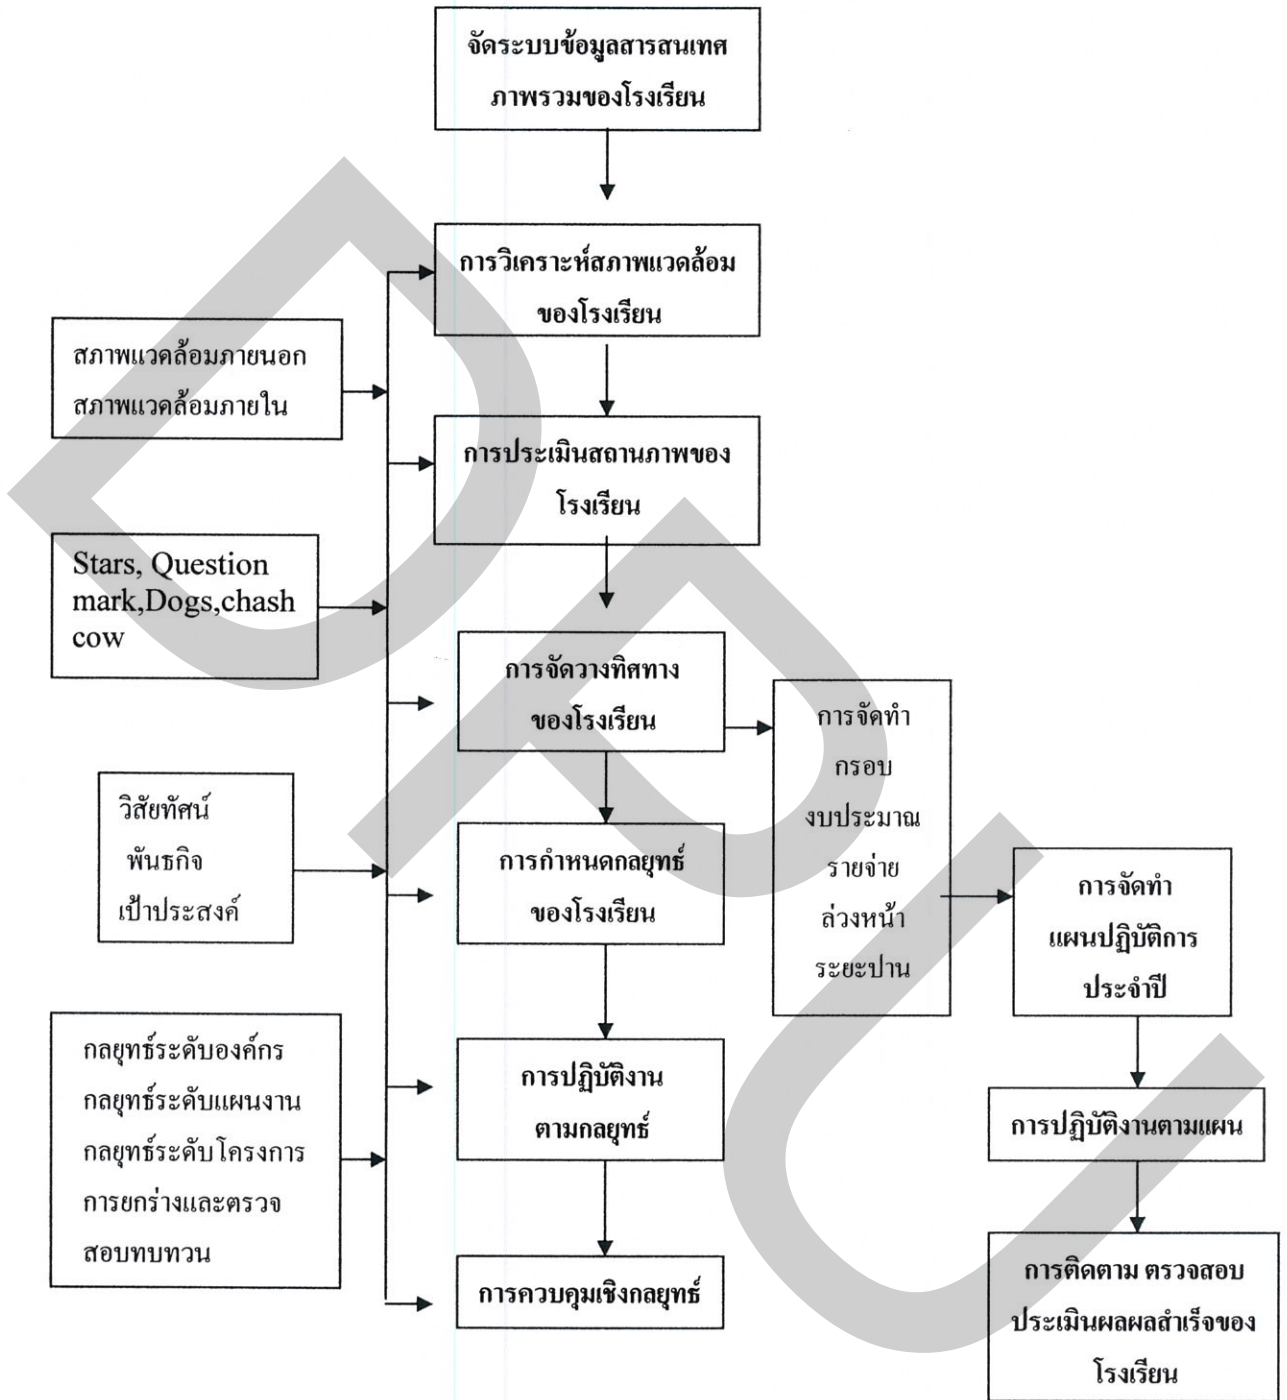 จัดระบบข้อมูลสารสนเทศ
ภาพรวมของโรงเรียน
การวิเคราะห์สภาพแวดล้อม
ของโรงเรียน
สภาพแวดล้อมภายนอก
สภาพแวดล้อมภายใน
การประเมินสถานภาพของ
โรงเรียน
Stars, Question
mark,Dogs,chash
cow
การจัดวางทิศทาง
ของโรงเรียน
การจัดทำ
กรอบ
งบประมาณ
รายจ่าย
ล่วงหน้า
ระยะปาน
วิสัยทัศน์
พันธกิจ
เป้าประสงค์
การกำหนดกลยุทธ์
ของโรงเรียน
การจัดทำ
แผนปฏิบัติการ
ประจำปี
กลยุทธ์ระดับองค์กร
กลยุทธ์ระดับแผนงาน
กลยุทธ์ระดับโครงการ
การยกร่างและตรวจ
สอบทบทวน
การปฏิบัติงาน
ตามกลยุทธ์
การปฏิบัติงานตามแผน
การควบคุมเชิงกลยุทธ์
การติดตาม ตรวจสอบ
ประเมินผลผลสำเร็จของ
โรงเรียน
DPU